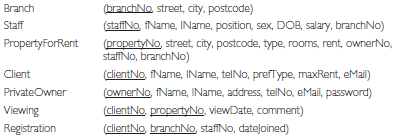 Branch (branchNo, street, city, postcode)
Staff (staffNo, fName, lName, position, sex, DOB, salary, branchNo)
PropertyForRent (propertyNo, street, city, postcode, type, rooms, rent, ownerNo,
staffNo, branchNo)
Client (clientNo, fName, lName, telNo, prefType, maxRent, eMail)
PrivateOwner (ownerNo, fName, lName, address, telNo, eMail, password)
Viewing (clientNo, propertyNo, viewDate, comment)
Registration (clientNo, branchNo, staffNo, dateJoined)